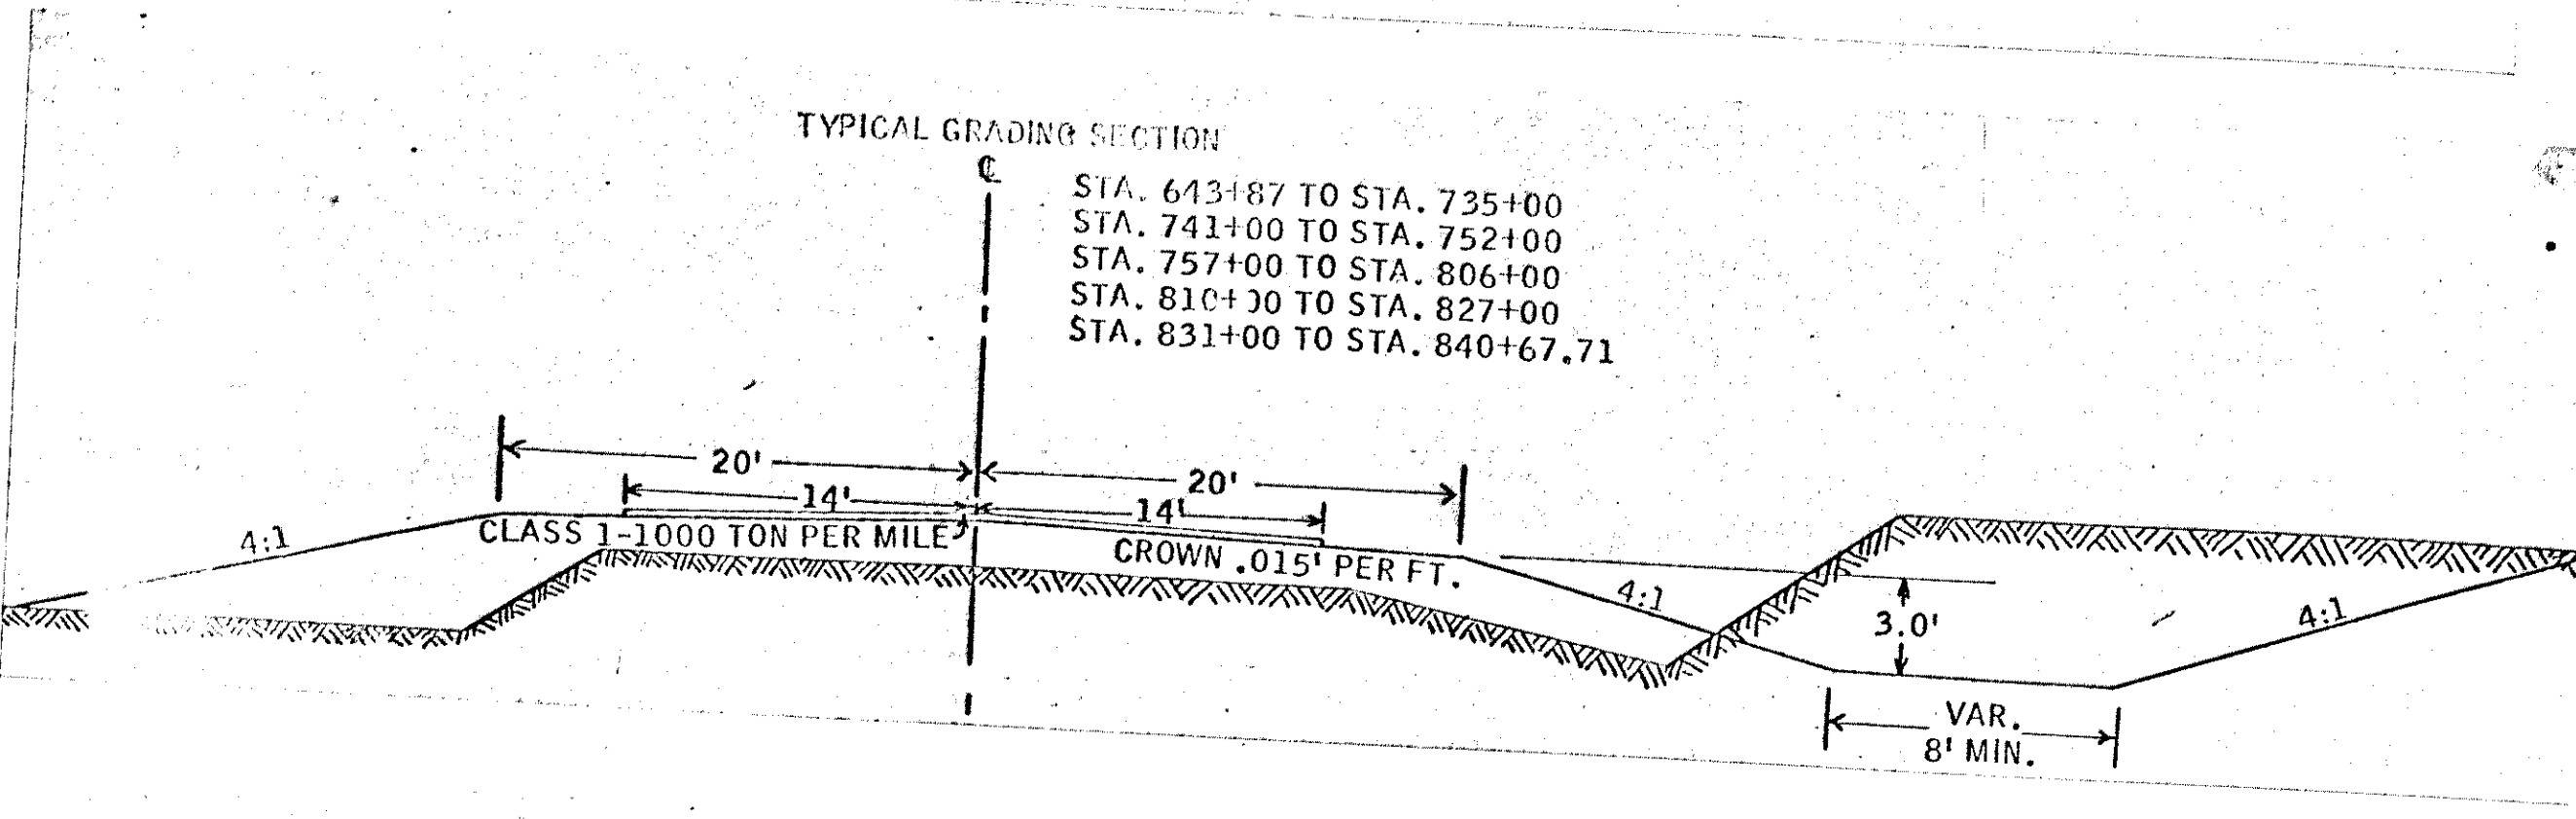 TYPICAL GRADING SECTION
℄
STA. 643+87 TO STA. 735+00
STA. 741+00 TO STA. 752+00
STA. 757+00 TO STA. 806+00
STA. 810+00 TO STA. 827+00
STA. 831+00 TO STA. 840+67.71
20' 20'
14' 14'
4:1
CLASS 1-1000 TON PER MILE
CROWN .015' PER FT.
4:1
3.0'
4:1
VAR.
8' MIN.